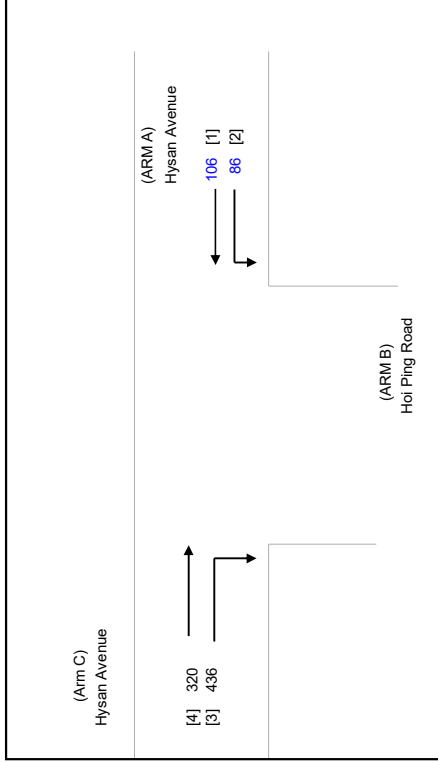 (Arm C)
Hysan Avenue
[4] 320
[3] 436
(ARM A)
Hysan Avenue
106 [1]
86 [2]
(ARM B)
Hoi Ping Road